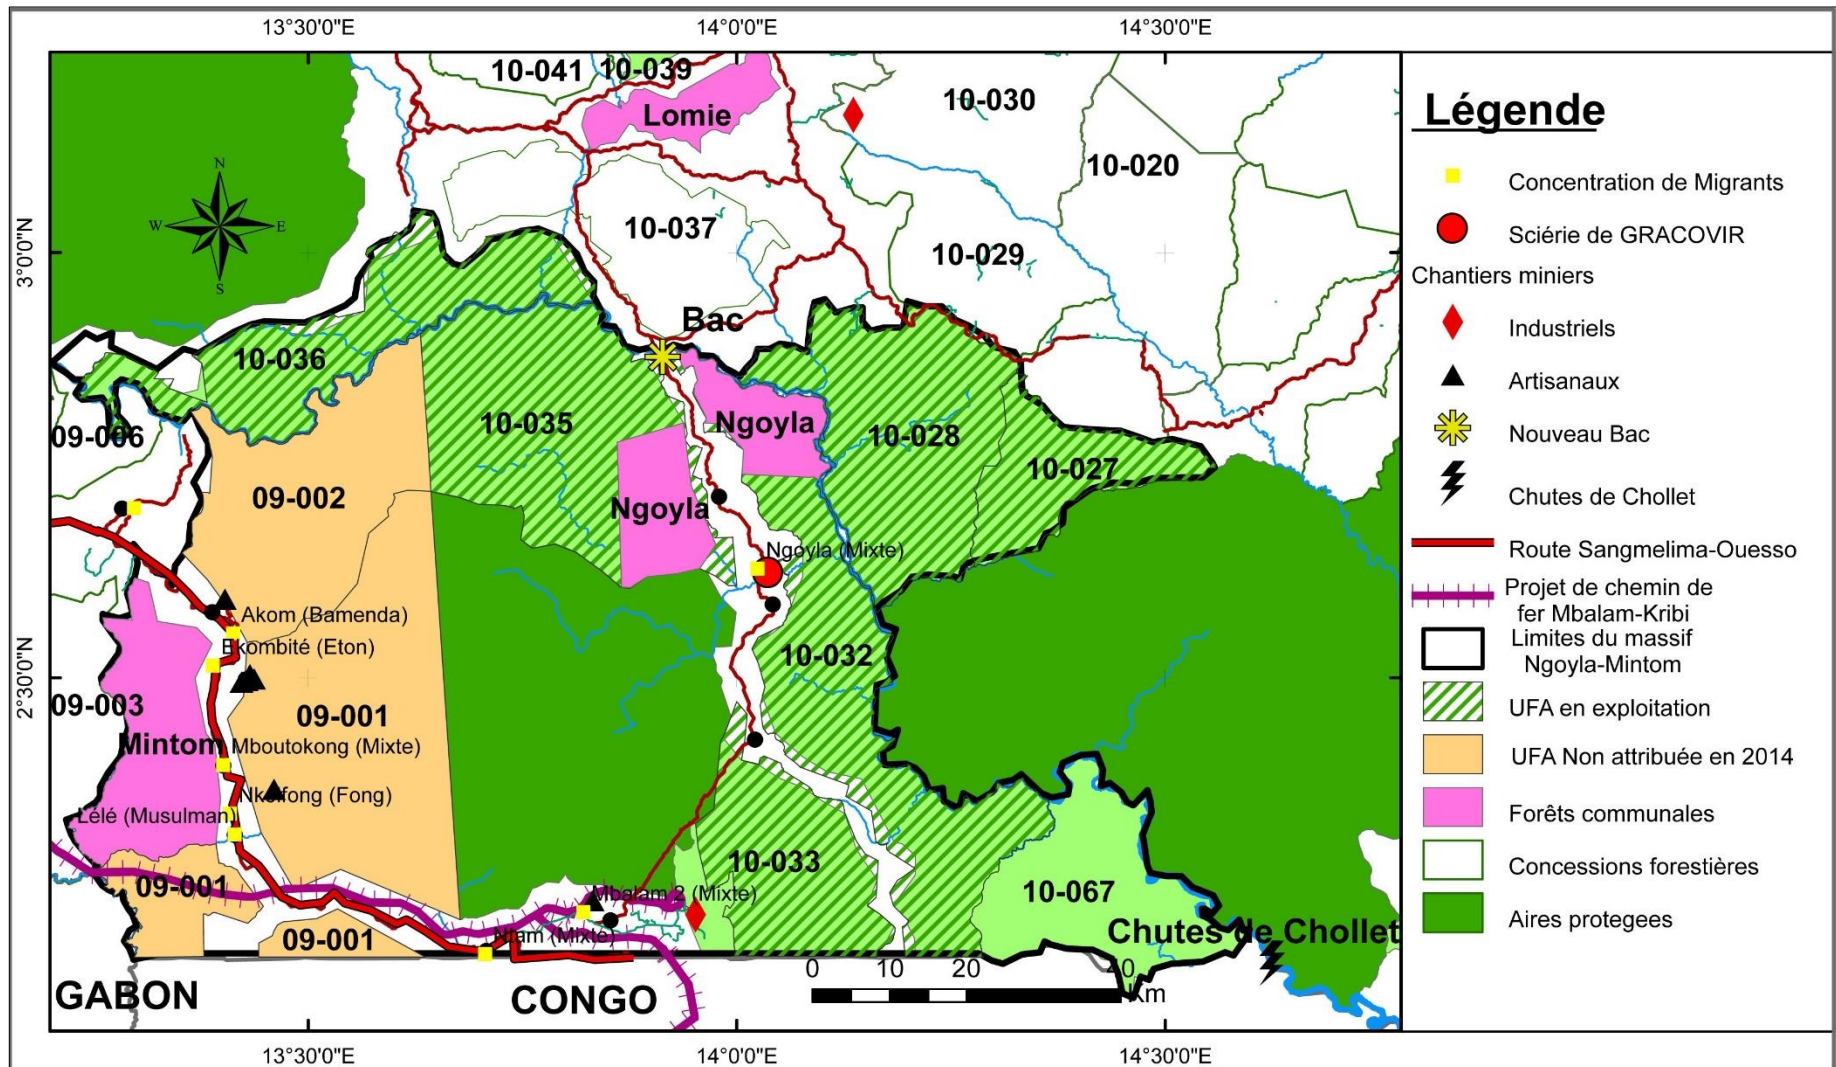 13°30'0"E
14°0'0"E
14°30'0"E
10-041
10-039
10-030
Lomie
10-020
N
W
E
S
10-037
10-029
3°0'0"N
Bac
10-036
09-006
10-035
Ngoyla
10-028
10-027
09-002
Ngoyla
Ngoyla (Mixte)
Akom (Bamenda)
Ekombité (Eton)
10-032
2°30'0"N
09-003
09-001
Mintom
Mboutokong (Mixte)
Nkolfong (Fong)
Lélé (Musulman)
10-033
09-001
Mbalam 2 (Mixte)
10-067
09-001
Ntam (Mixte)
Chutes de Chollet
0 10 20 20
Km
GABON
CONGO
13°30'0"E
14°0'0"E
14°30'0"E
Légende
Concentration de Migrants
Sciérie de GRACOVIR
Chantiers miniers
Industriels
Artisanaux
Nouveau Bac
Chutes de Chollet
Route Sangmelima-Ouesso
Projet de chemin de
fer Mbalam-Kribi
Limites du massif
Ngoyla-Mintom
UFA en exploitation
UFA Non attribuée en 2014
Forêts communales
Concessions forestières
Aires protegees